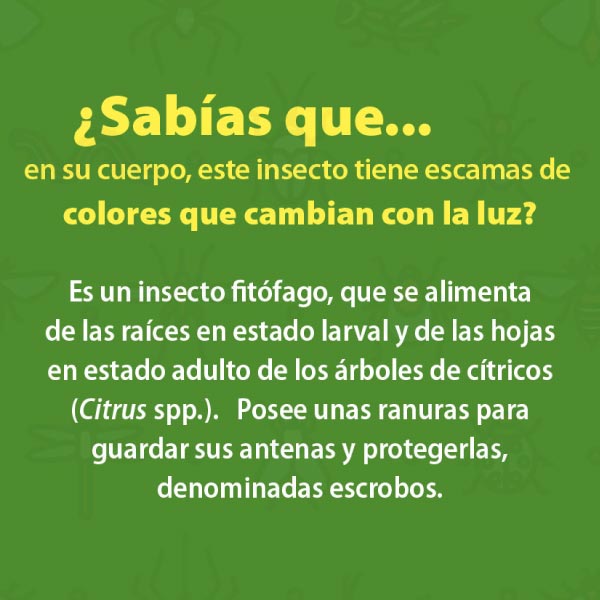 ¿Sabías que...
en su cuerpo, este insecto tiene escamas de
colores que cambian con la luz?
Es un insecto fitófago, que se alimenta
de las raíces en estado larval y de las hojas
en estado adulto de los árboles de cítricos
(Citrus spp.). Posee unas ranuras para
guardar sus antenas y protegerlas,
denominadas escrobos.